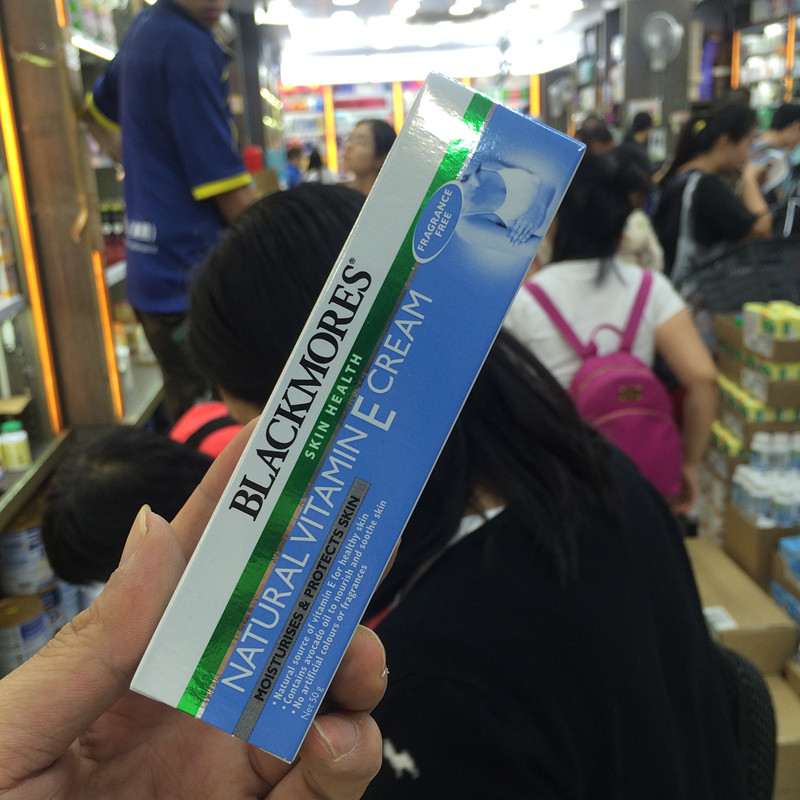 BLACKMORES®
SKIN HEALTH
FRAGRANCE
FREE
NATURAL VITAMIN E CREAM
MOISTURISES & PROTECTS SKIN
• Natural source of vitamin E for healthy skin
• Contains avocado oil to nourish and soothe skin
• No artificial colours or fragrances
Net 50 g